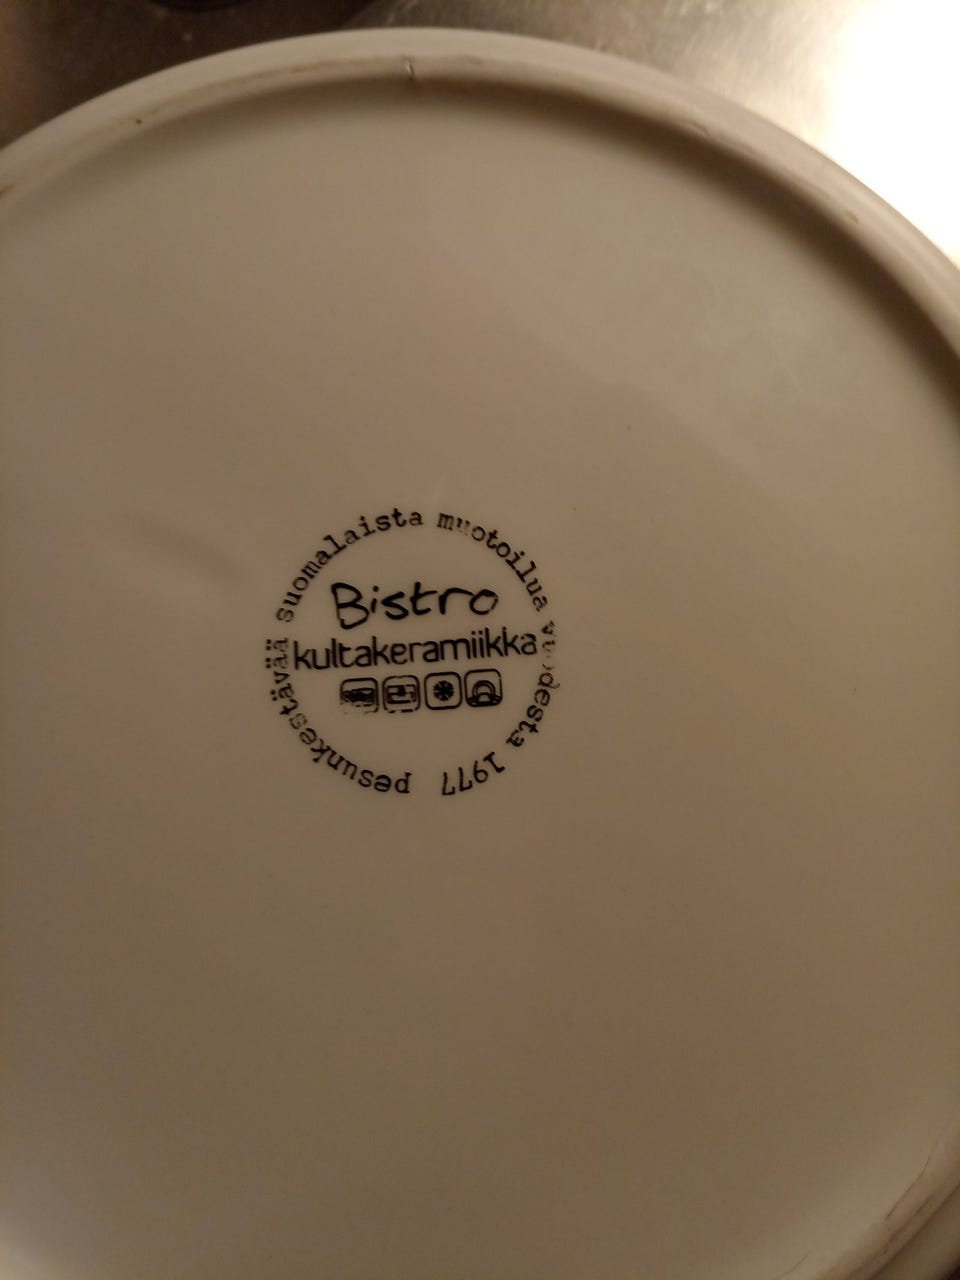 pesunkestävää suomalaista muotoilua vuodesta 1977
Bistro
kultakeramiikka